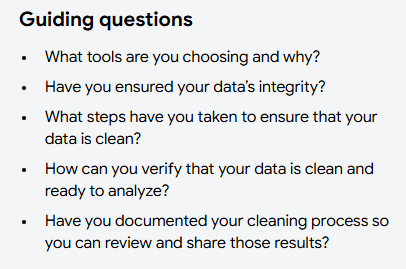 Guiding questions
• What tools are you choosing and why?
• Have you ensured your data’s integrity?
• What steps have you taken to ensure that your
data is clean?
• How can you verify that your data is clean and
ready to analyze?
• Have you documented your cleaning process so
you can review and share those results?